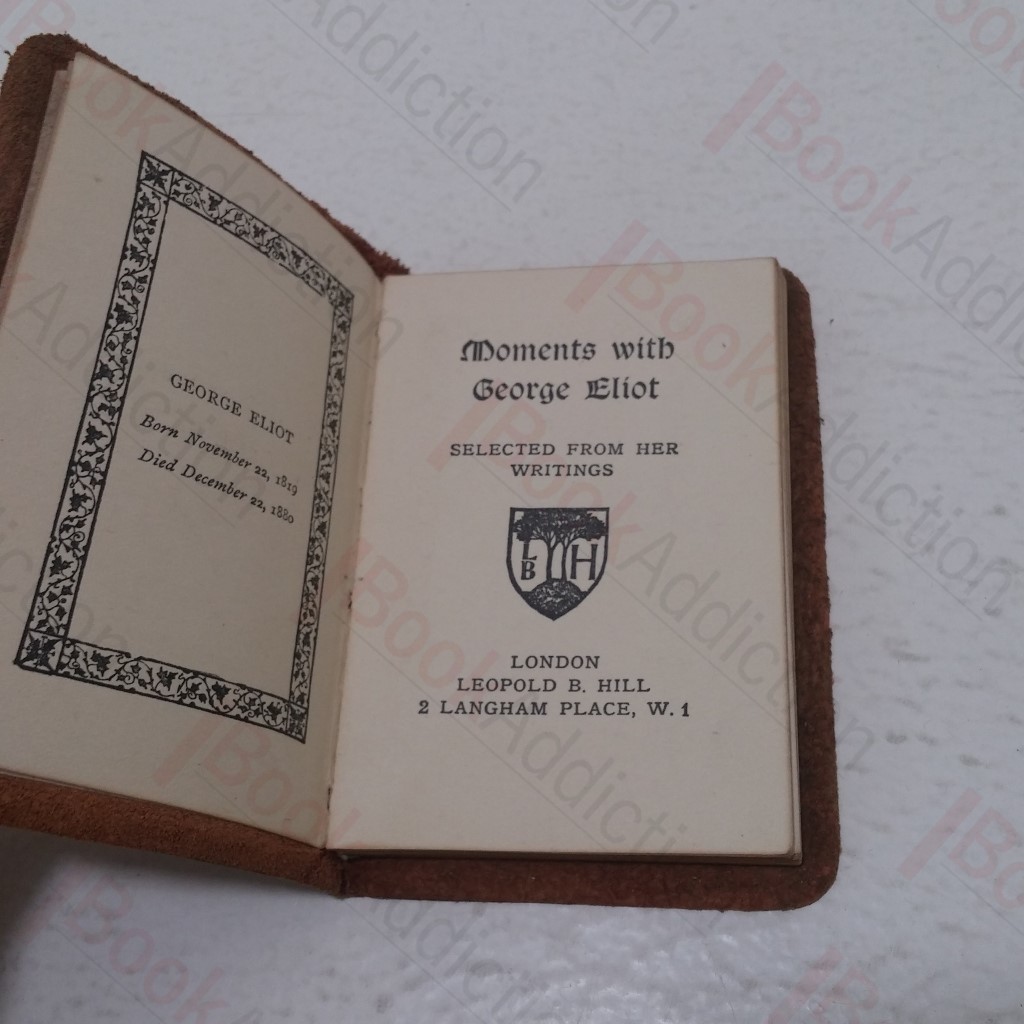 GEORGE ELIOT
Born November 22, 1819
Died December 22, 1880
Moments with
George Eliot
SELECTED FROM HER
WRITINGS
L B H
LONDON
LEOPOLD B. HILL
2 LANGHAM PLACE, W. 1
BookAddiction